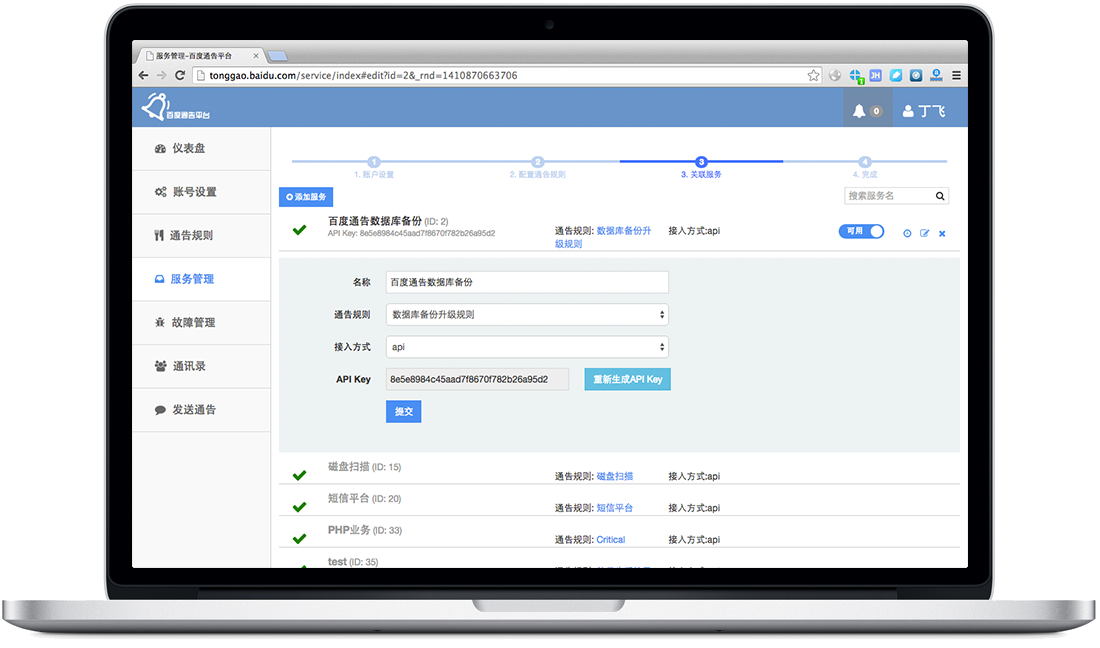 服务管理-百度通告平台
tonggao.baidu.com/service/index#edit?id=2&_rnd=1410870663706
JH
1
百度通告平台
0
丁飞
仪表盘
账号设置
通告规则
服务管理
故障管理
通讯录
发送通告
1
2
3
4
1. 账户设置
2. 配置通告规则
3. 关联服务
4. 完成
添加服务
搜索服务名
百度通告数据库备份 (ID: 2)
API Key: 8e5e8984c45aad7f8670f782b26a95d2
通告规则: 数据库备份升
级规则
接入方式:api
可用
名称
百度通告数据库备份
通告规则
数据库备份升级规则
接入方式
api
API Key
8e5e8984c45aad7f8670f782b26a95d2
重新生成API Key
提交
磁盘扫描 (ID: 15)
通告规则: 磁盘扫描
接入方式:api
短信平台 (ID: 20)
通告规则: 短信平台
接入方式:api
PHP业务 (ID: 33)
通告规则: Critical
接入方式:api
test (ID: 35)